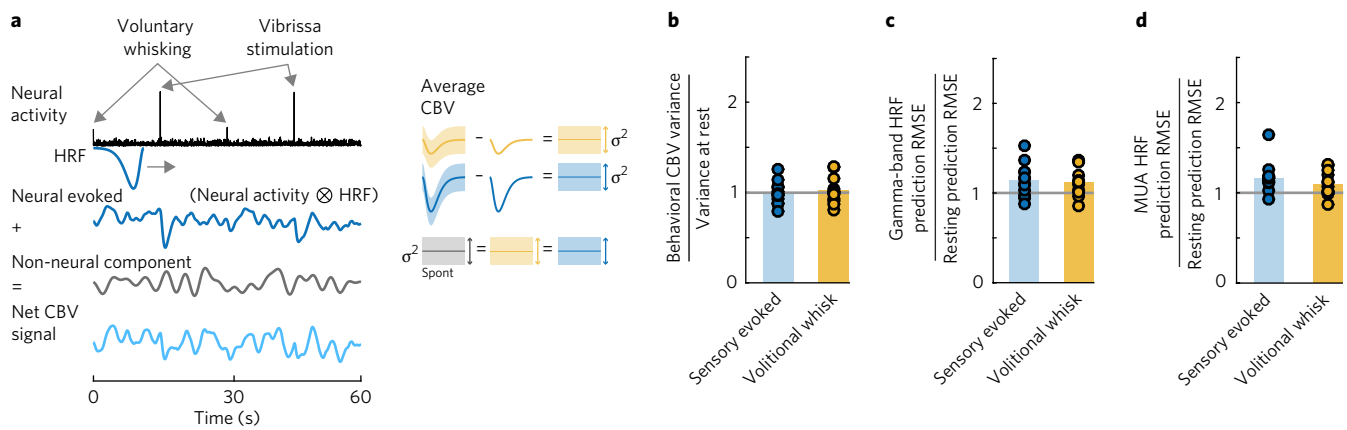 a
Voluntary
whisking
Vibrissa
stimulation
Neural
activity
HRF
Neural evoked
(Neural activity ⊗ HRF)
+
Non-neural component
=
Net CBV
signal
0
30
60
Time (s)
Average
CBV
- = σ²
- = σ²
σ² = =
Spont
b
Behavioral CBV variance
Variance at rest
2
1
0
Sensory evoked
Volitional whisk
c
Gamma-band HRF
prediction RMSE
Resting prediction RMSE
2
1
0
Sensory evoked
Volitional whisk
d
MUA HRF
prediction RMSE
Resting prediction RMSE
2
1
0
Sensory evoked
Volitional whisk